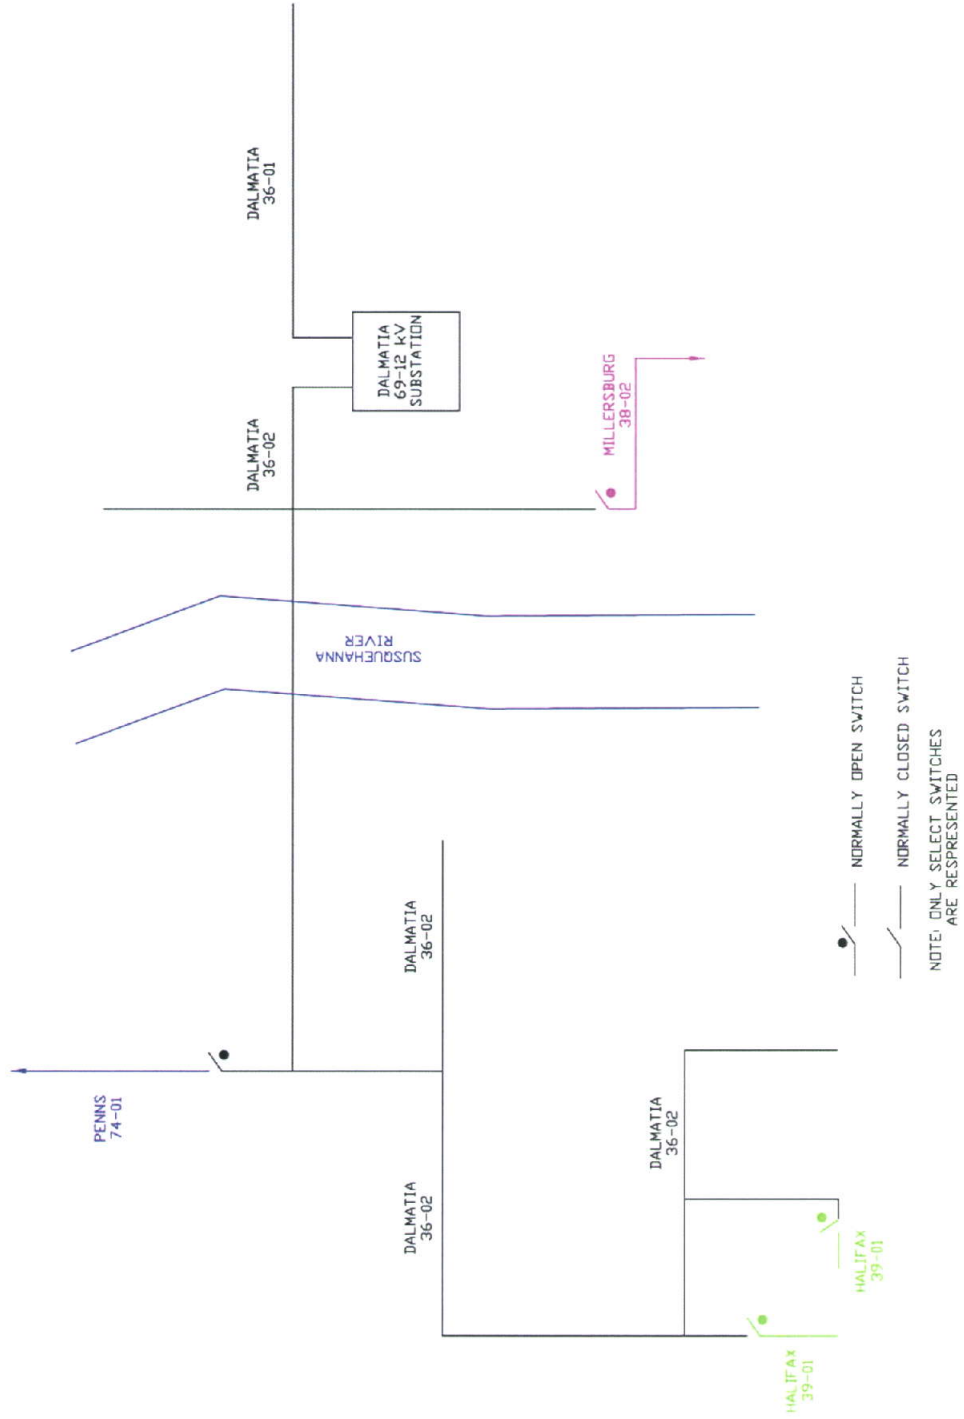 DALMATIA
36-01
DALMATIA
69-12 kV
SUBSTATION
DALMATIA
36-02
MILLERSBURG
38-02
SUSQUEHANNA
RIVER
DALMATIA
36-02
PENNS
74-01
DALMATIA
36-02
DALMATIA
36-02
HALIFAX
39-01
HALIFAX
39-01
NORMALLY OPEN SWITCH
NORMALLY CLOSED SWITCH
NOTE: ONLY SELECT SWITCHES
ARE RESPRESENTED